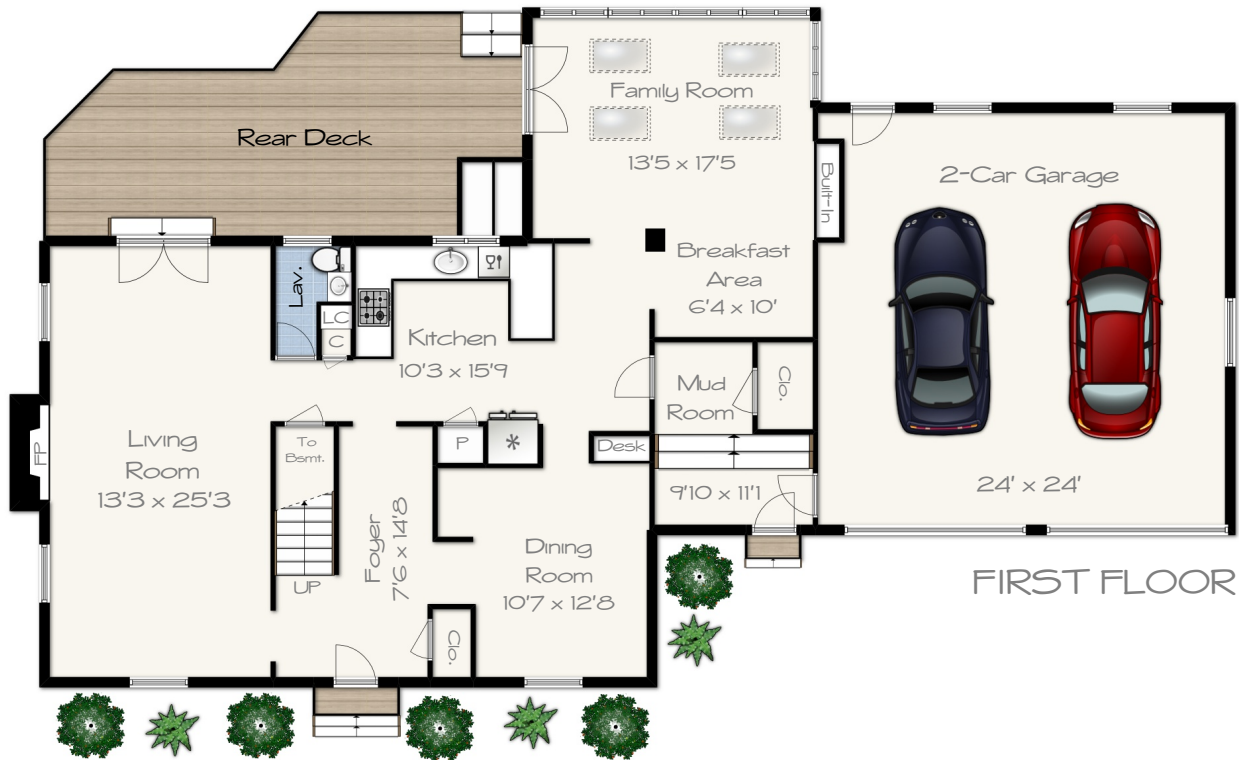 Rear Deck
Family Room
13'5 x 17'5
Built-In
2-Car Garage
24' x 24'
Breakfast
Area
6'4 x 10'
Lav.
LC
C
Kitchen
10'3 x 15'9
Mud
Room
Clo.
9'10 x 11'1
Desk
P
*
FP
Living
Room
13'3 x 25'3
To
Bsmt.
UP
Foyer
7'6 x 14'8
Dining
Room
10'7 x 12'8
Clo.
FIRST FLOOR